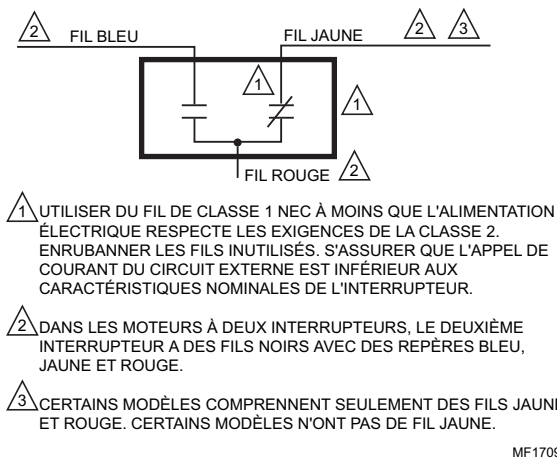 2 FIL BLEU FIL JAUNE 2 3
1
1
FIL ROUGE 2
1 UTILISER DU FIL DE CLASSE 1 NEC À MOINS QUE L'ALIMENTATION
ÉLECTRIQUE RESPECTE LES EXIGENCES DE LA CLASSE 2.
ENRUBANNER LES FILS INUTILISÉS. S'ASSURER QUE L'APPEL DE
COURANT DU CIRCUIT EXTERNE EST INFÉRIEUR AUX
CARACTÉRISTIQUES NOMINALES DE L'INTERRUPTEUR.
2 DANS LES MOTEURS À DEUX INTERRUPTEURS, LE DEUXIÈME
INTERRUPTEUR A DES FILS NOIRS AVEC DES REPÈRES BLEU,
JAUNE ET ROUGE.
3 CERTAINS MODÈLES COMPRENNENT SEULEMENT DES FILS JAUNE
ET ROUGE. CERTAINS MODÈLES N'ONT PAS DE FIL JAUNE.